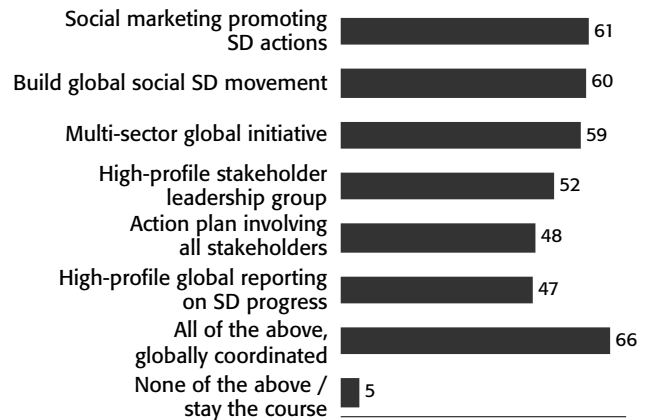 Social marketing promoting
SD actions
61
Build global social SD movement
60
Multi-sector global initiative
59
High-profile stakeholder
leadership group
52
Action plan involving
all stakeholders
48
High-profile global reporting
on SD progress
47
All of the above,
globally coordinated
66
None of the above /
stay the course
5